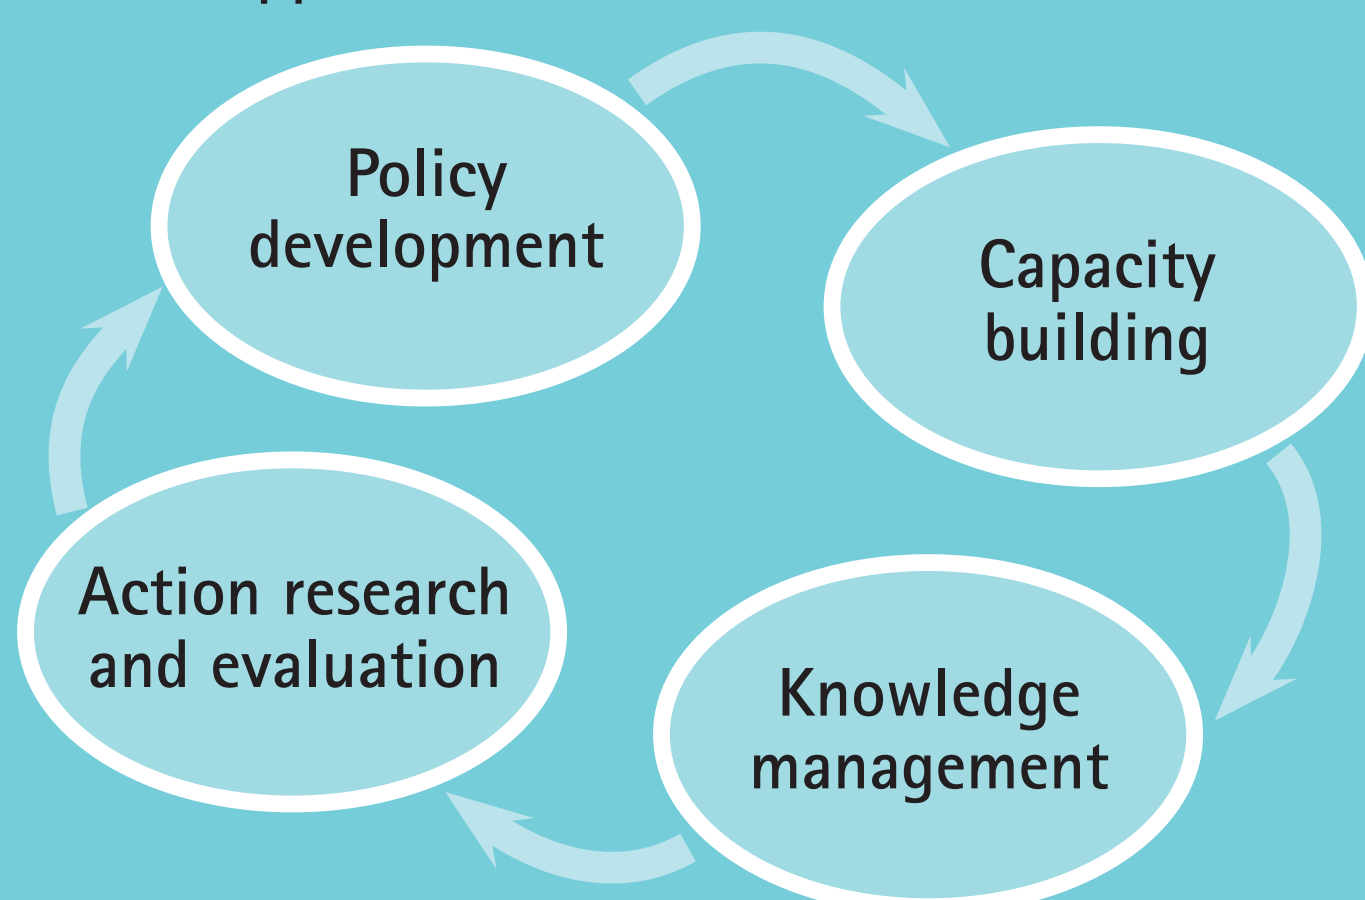 Policy
development
Capacity
building
Knowledge
management
Action research
and evaluation